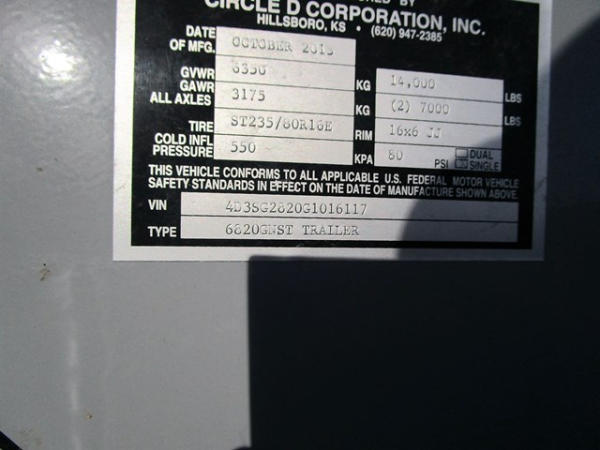 BY
CIRCLE D CORPORATION, INC.
HILLSBORO, KS • (620) 947-2385
DATE OF MFG. OCTOBER 2015
GVWR 6350 KG 14,000 LBS
GAWR ALL AXLES 3175 KG (2) 7000 LBS
TIRE ST235/80R16E RIM 16x6 JJ
COLD INFL PRESSURE 550 KPA 80 PSI DUAL SINGLE
THIS VEHICLE CONFORMS TO ALL APPLICABLE U.S. FEDERAL MOTOR VEHICLE
SAFETY STANDARDS IN EFFECT ON THE DATE OF MANUFACTURE SHOWN ABOVE.
VIN 4D3SG2820G1016117
TYPE 6820GNST TRAILER